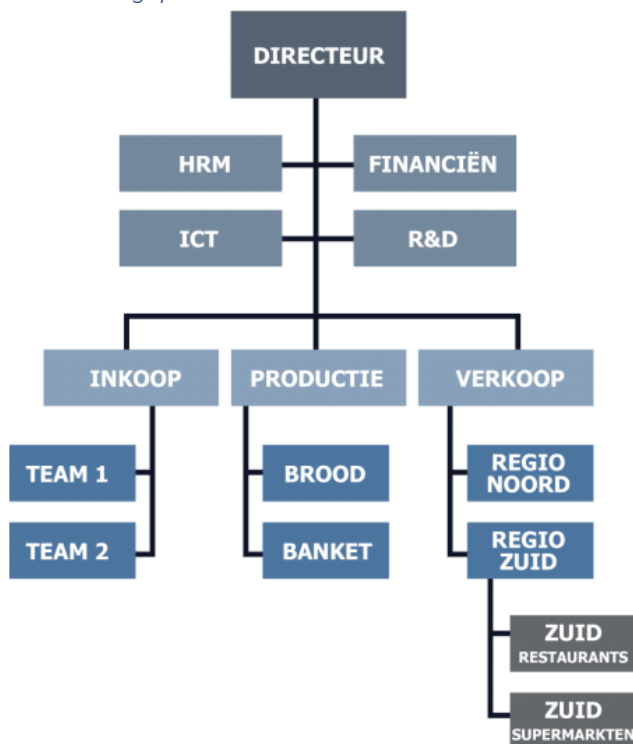 DIRECTEUR
HRM
FINANCIËN
ICT
R&D
INKOOP
PRODUCTIE
VERKOOP
TEAM 1
BROOD
REGIO
NOORD
TEAM 2
BANKET
REGIO
ZUID
ZUID
RESTAURANTS
ZUID
SUPERMARKTEN